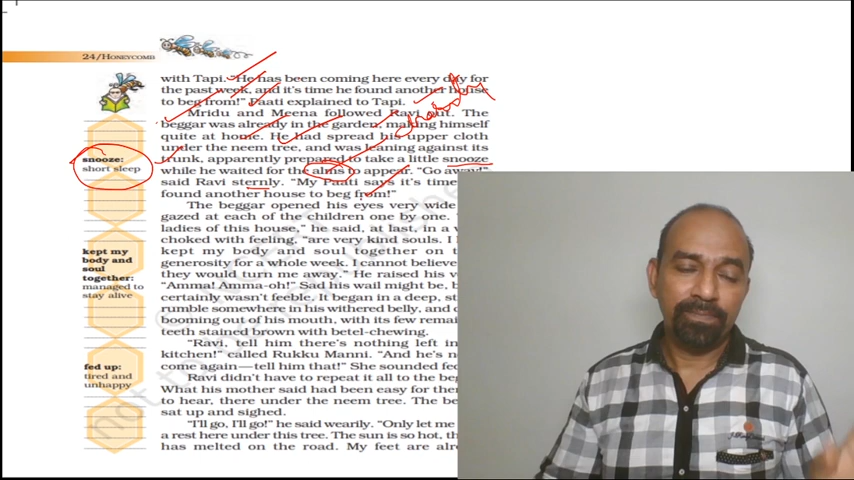 24/HONEYCOMB
with Tapi. "He has been coming here every day for
the past week, and it's time he found another house
to beg from!" Paati explained to Tapi.
Mridu and Meena followed Ravi out. The
beggar was already in the garden, making himself
quite at home. He had spread his upper cloth
under the neem tree, and was leaning against its
trunk, apparently prepared to take a little snooze
while he waited for the alms to appear. "Go away!"
said Ravi sternly. "My Paati says it's time
found another house to beg from!"
The beggar opened his eyes very wide
gazed at each of the children one by one.
ladies of this house," he said, at last, in a
choked with feeling, "are very kind souls. I
kept my body and soul together on
generosity for a whole week. I cannot believe
they would turn me away." He raised his
"Amma! Amma-oh!" Sad his wail might be,
certainly wasn't feeble. It began in a deep,
rumble somewhere in his withered belly, and
booming out of his mouth, with its few
teeth stained brown with betel-chewing.
"Ravi, tell him there's nothing left in
kitchen!" called Rukku Manni. "And he's
come again—tell him that!" She sounded
Ravi didn't have to repeat it all to the
What his mother said had been easy for
to hear, there under the neem tree. The
sat up and sighed.
"I'll go, I'll go!" he said wearily. "Only let me
a rest here under this tree. The sun is so hot,
has melted on the road. My feet are
snooze:
short sleep
kept my
body and
soul
together:
managed to
stay alive
fed up:
tired and
unhappy